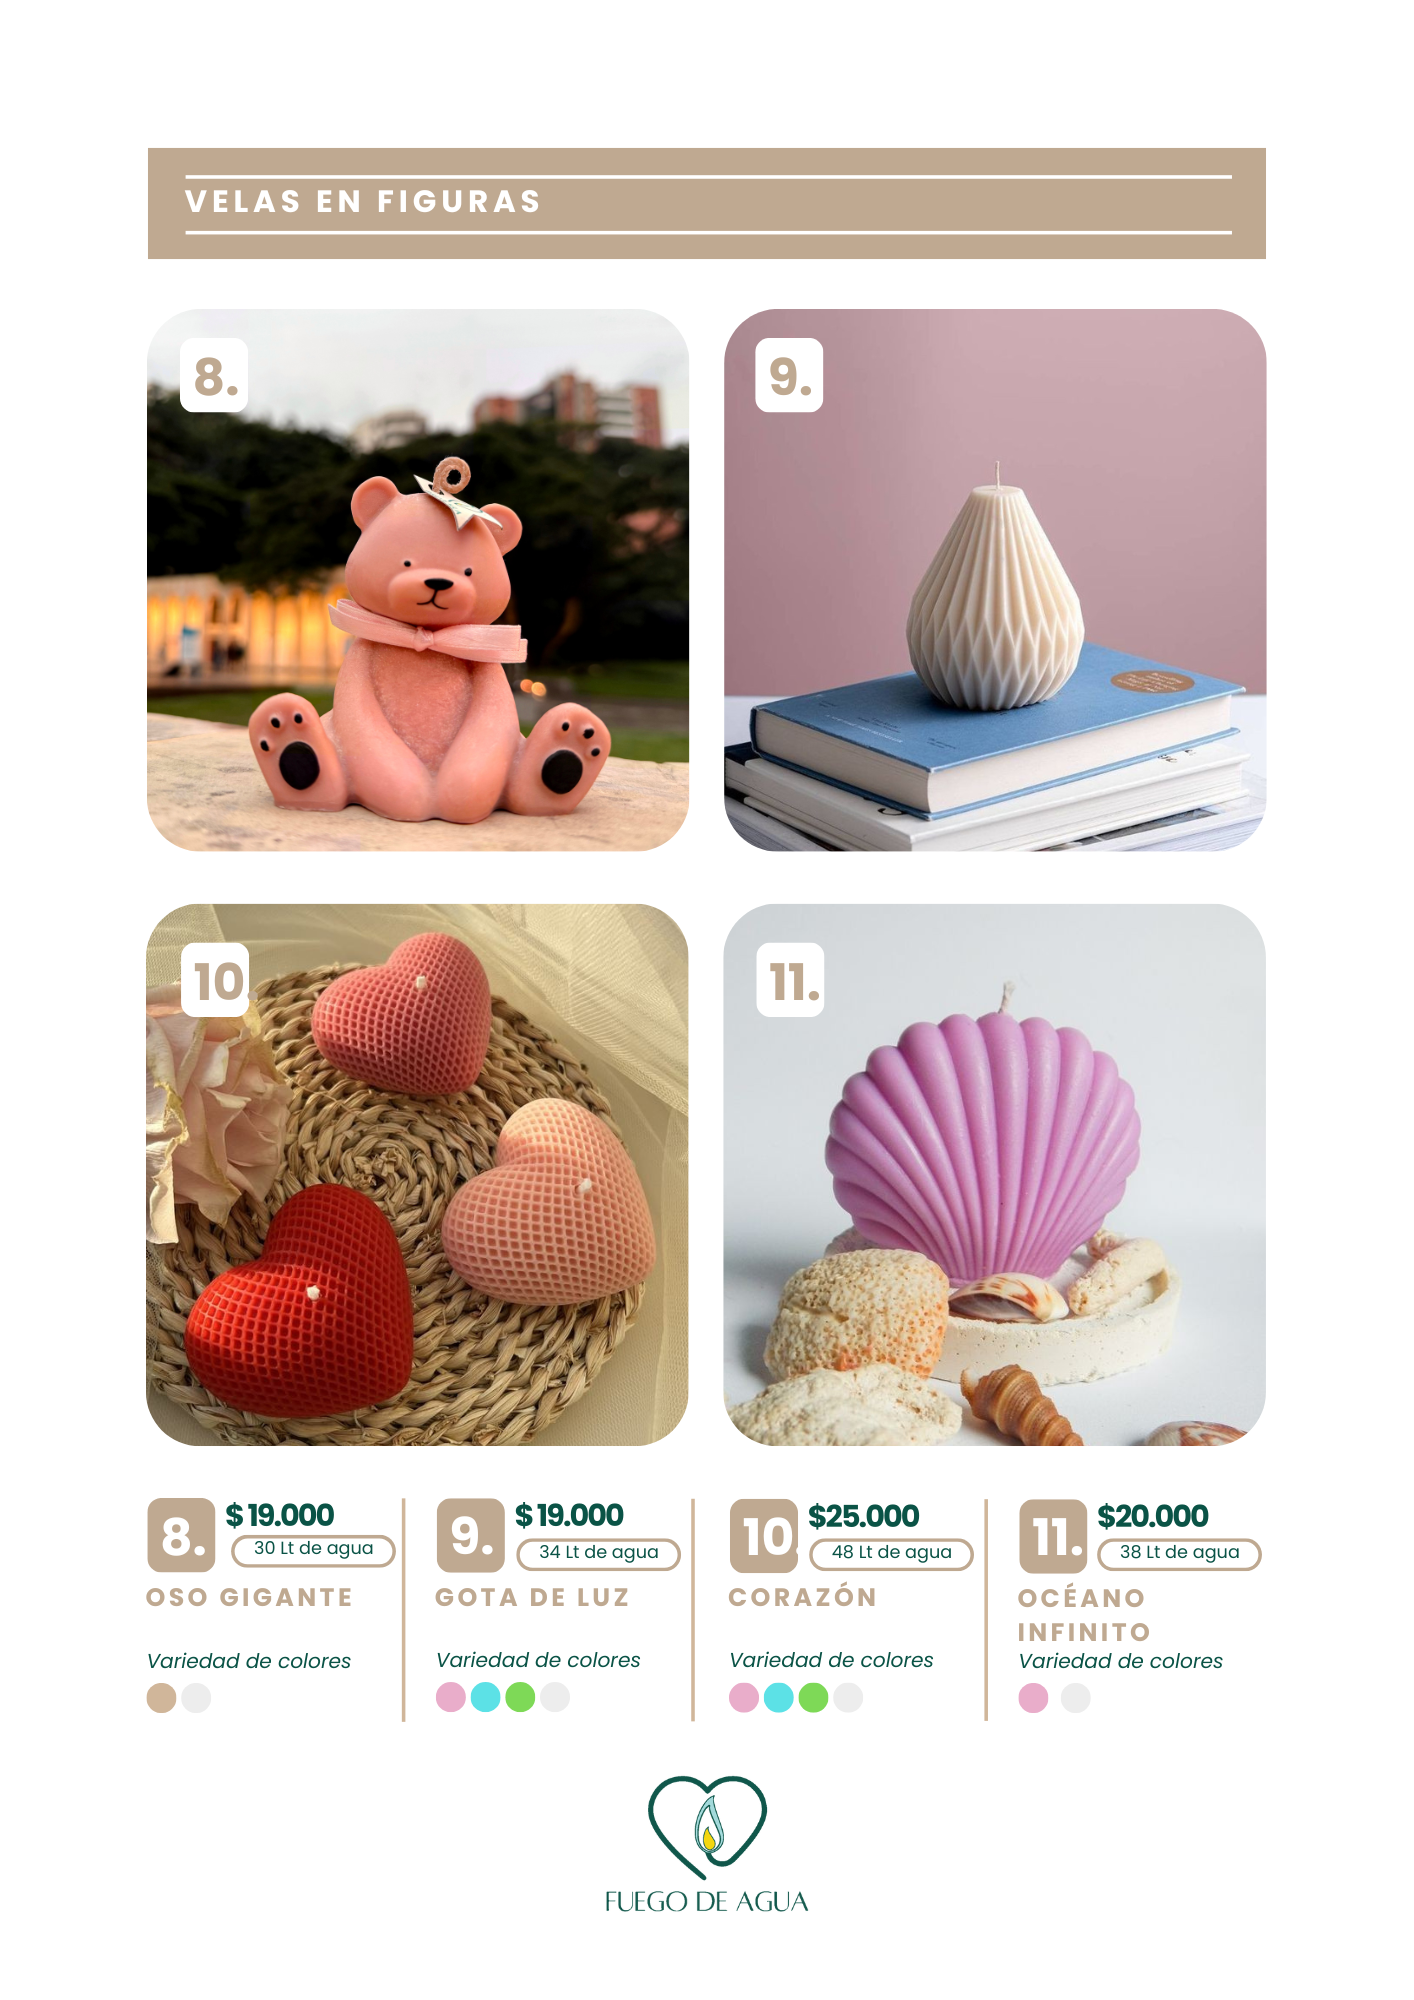 VELAS EN FIGURAS
8.
9.
10.
11.
8.
$19.000
30 Lt de agua
OSO GIGANTE
Variedad de colores
9.
$19.000
34 Lt de agua
GOTA DE LUZ
Variedad de colores
10.
$25.000
48 Lt de agua
CORAZÓN
Variedad de colores
11.
$20.000
38 Lt de agua
OCÉANO
INFINITO
Variedad de colores
FUEGO DE AGUA